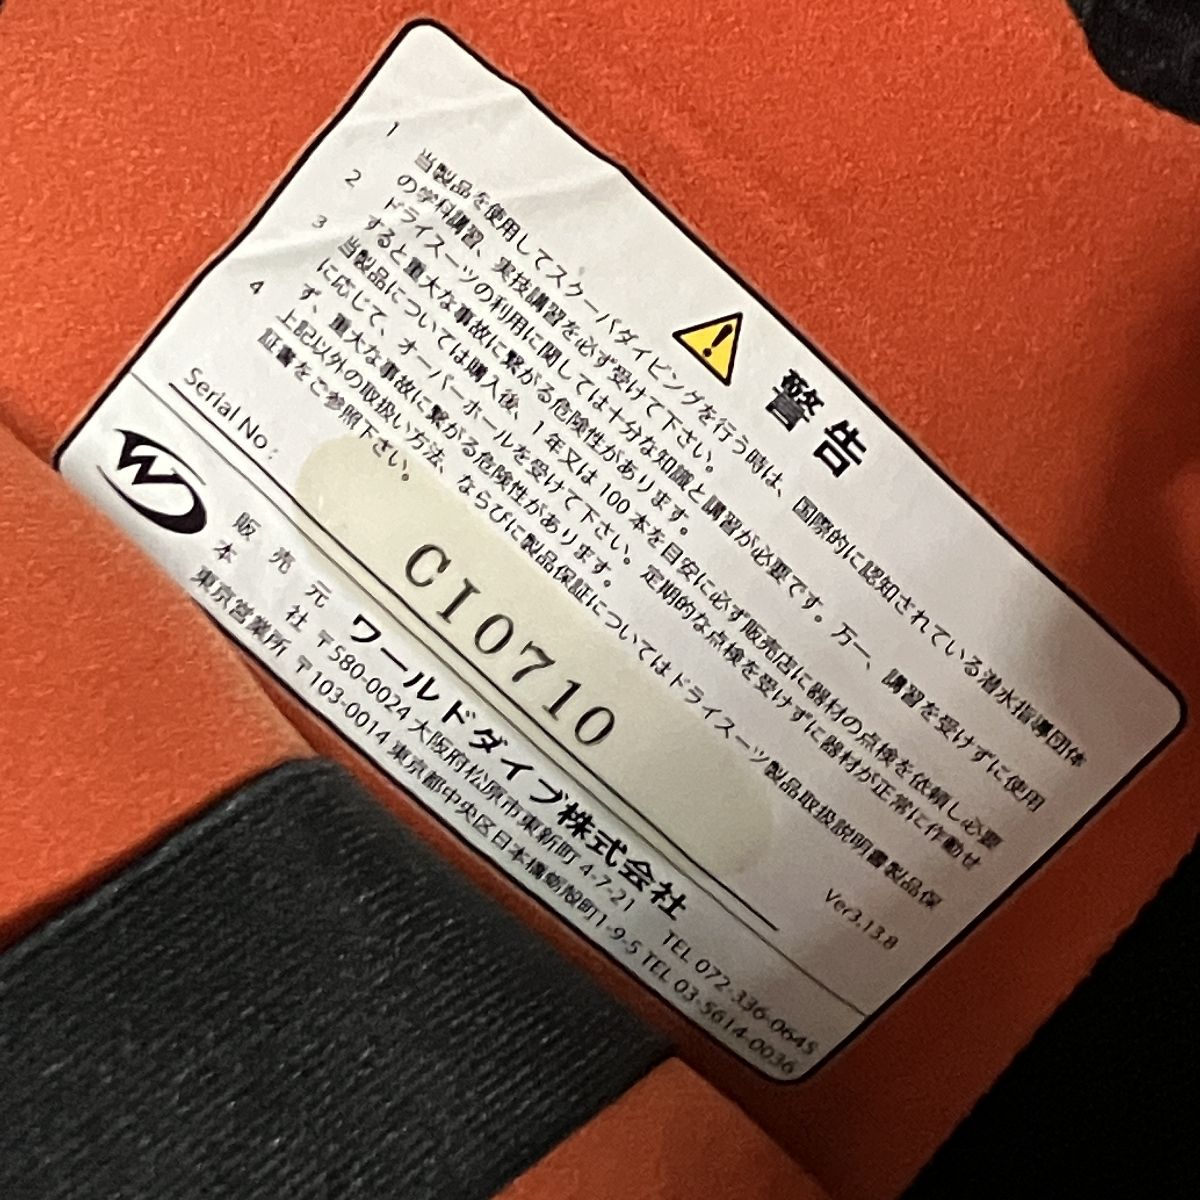 警告
1 当製品を使用してスクーバダイビングを行う時は、国際的に認知されている潜水指導団体
の学科講習、実技講習を必ず受けて下さい。
2 ドライスーツの利用に関しては十分な知識と講習が必要です。万一、講習を受けずに使用
すると重大な事故に繋がる危険性があります。
3 当製品については購入後、1年又は100本を目安に必ず販売店に器材の点検を依頼し必要
に応じて、オーバーホールを受けて下さい。定期的な点検を受けずに器材が正常に作動せ
ず、重大な事故に繋がる危険性があります。
4 上記以外の取扱い方法、ならびに製品保証についてはドライスーツ製品取扱説明書製品保
証書をご参照下さい。
Ver3.13.8
Serial No : CI0710
W
販売元 ワールドダイブ株式会社
本社 〒580-0024 大阪府松原市東新町 4-7-21 TEL 072-336-0645
東京営業所 〒103-0014 東京都中央区日本橋蛎殻町1-9-5 TEL 03-5614-0036